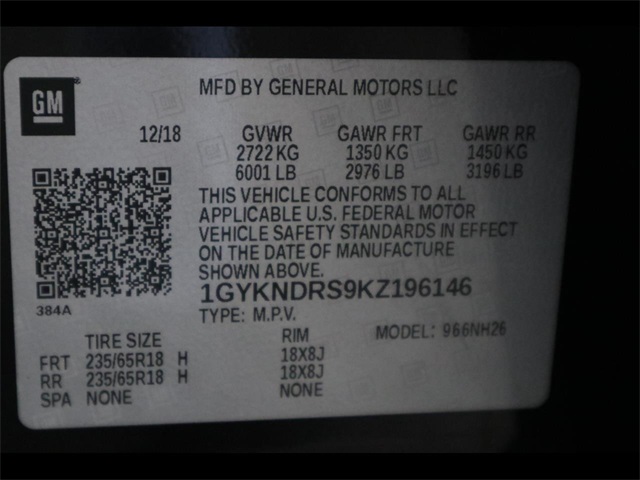 GM
MFD BY GENERAL MOTORS LLC
12/18 GVWR GAWR FRT GAWR RR
2722 KG 1350 KG 1450 KG
6001 LB 2976 LB 3196 LB
THIS VEHICLE CONFORMS TO ALL
APPLICABLE U.S. FEDERAL MOTOR
VEHICLE SAFETY STANDARDS IN EFFECT
ON THE DATE OF MANUFACTURE
SHOWN ABOVE.
384A
1GYKNDRS9KZ196146
TYPE: M.P.V. MODEL: 966NH26
TIRE SIZE RIM
FRT 235/65R18 H 18X8J
RR 235/65R18 H 18X8J
SPA NONE NONE